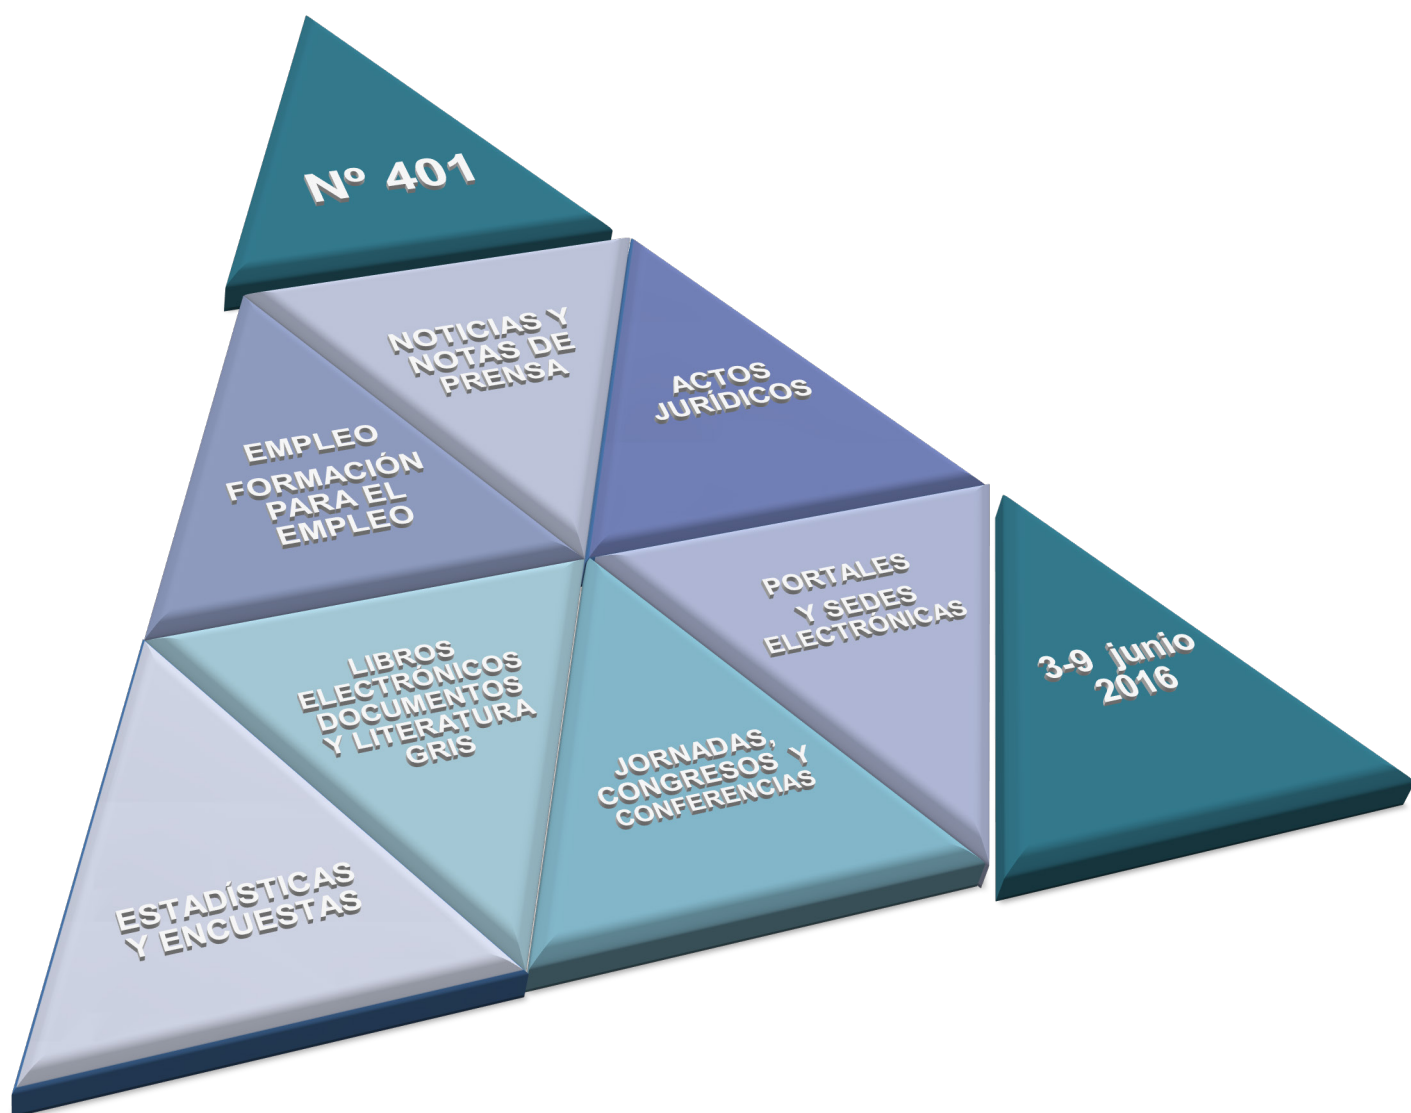 Nº 401
NOTICIAS Y
NOTAS DE
PRENSA
ACTOS
JURÍDICOS
EMPLEO
FORMACIÓN
PARA EL
EMPLEO
PORTALES
Y SEDES
ELECTRÓNICAS
3-9 junio
2016
LIBROS
ELECTRÓNICOS
DOCUMENTOS
Y LITERATURA
GRIS
JORNADAS,
CONGRESOS Y
CONFERENCIAS
ESTADÍSTICAS
Y ENCUESTAS